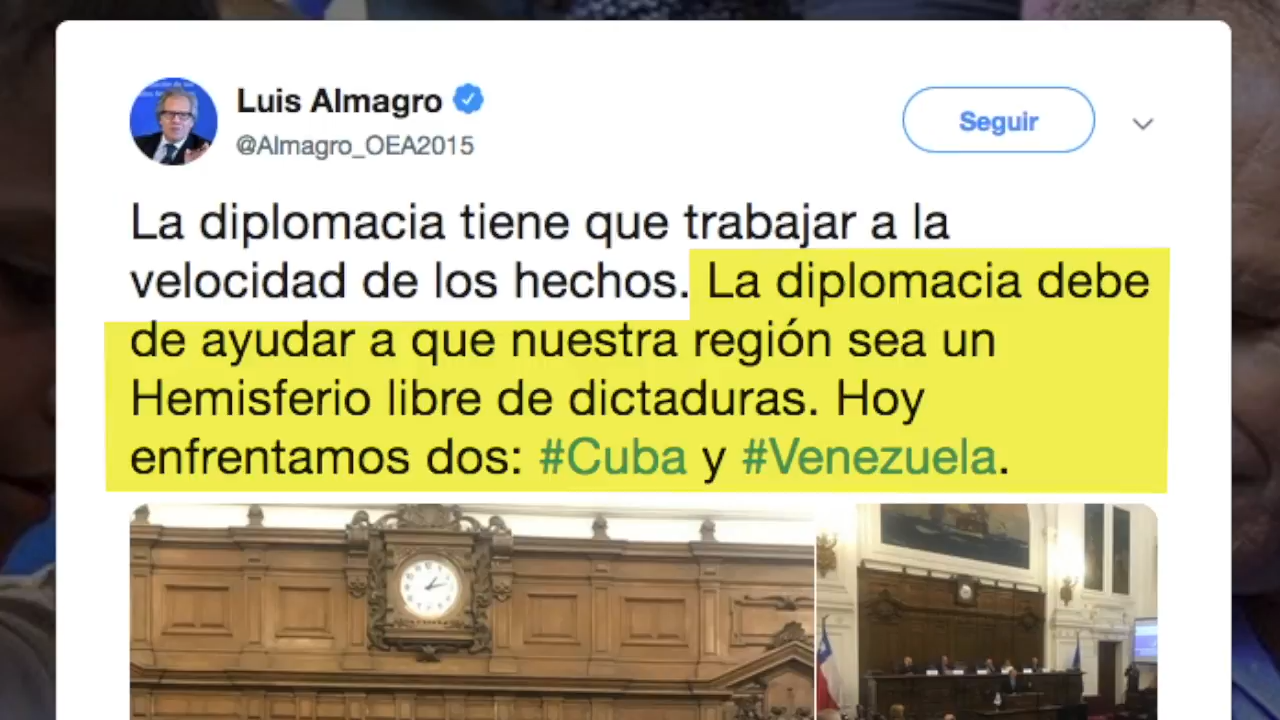 Luis Almagro
@Almagro_OEA2015
Seguir
La diplomacia tiene que trabajar a la
velocidad de los hechos. La diplomacia debe
de ayudar a que nuestra región sea un
Hemisferio libre de dictaduras. Hoy
enfrentamos dos: #Cuba y #Venezuela.